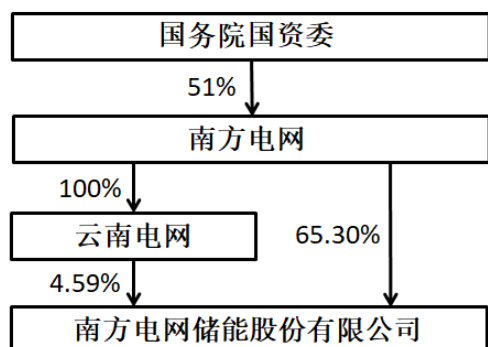 国务院国资委
51%
南方电网
100%
云南电网
65.30%
4.59%
南方电网储能股份有限公司